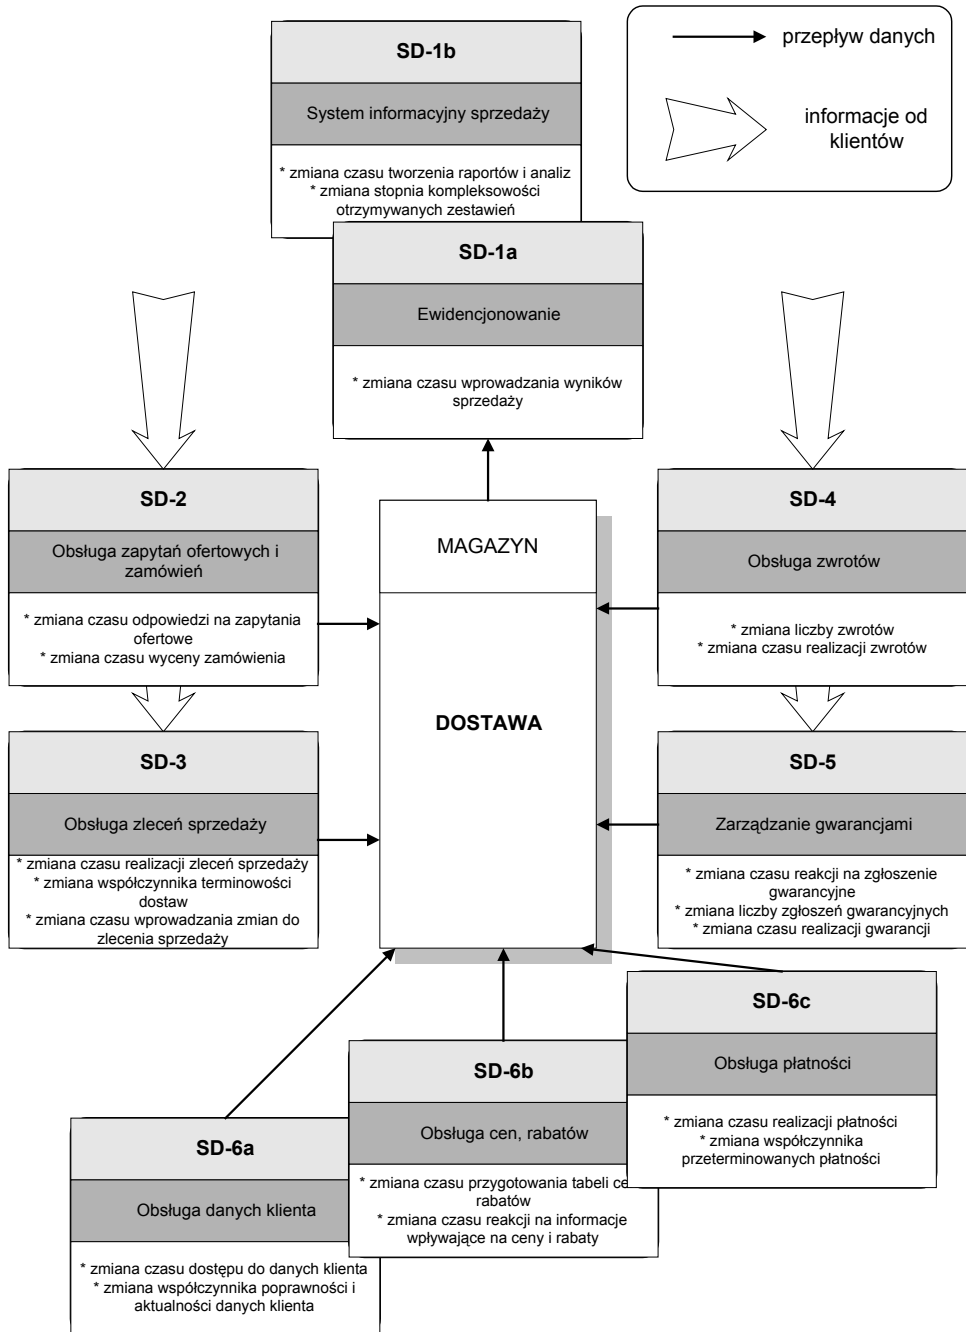 przepływ danych
informacje od
klientów
SD-1b
System informacyjny sprzedaży
* zmiana czasu tworzenia raportów i analiz
* zmiana stopnia kompleksowości
otrzymywanych zestawień
SD-1a
Ewidencjonowanie
* zmiana czasu wprowadzania wyników
sprzedaży
SD-2
Obsługa zapytań ofertowych i
zamówień
* zmiana czasu odpowiedzi na zapytania
ofertowe
* zmiana czasu wyceny zamówienia
MAGAZYN
DOSTAWA
SD-4
Obsługa zwrotów
* zmiana liczby zwrotów
* zmiana czasu realizacji zwrotów
SD-3
Obsługa zleceń sprzedaży
* zmiana czasu realizacji zleceń sprzedaży
* zmiana współczynnika terminowości
dostaw
* zmiana czasu wprowadzania zmian do
zlecenia sprzedaży
SD-5
Zarządzanie gwarancjami
* zmiana czasu reakcji na zgłoszenie
gwarancyjne
* zmiana liczby zgłoszeń gwarancyjnych
* zmiana czasu realizacji gwarancji
SD-6a
Obsługa danych klienta
* zmiana czasu dostępu do danych klienta
* zmiana współczynnika poprawności i
aktualności danych klienta
SD-6b
Obsługa cen, rabatów
* zmiana czasu przygotowania tabeli ce
rabatów
* zmiana czasu reakcji na informacje
wpływające na ceny i rabaty
SD-6c
Obsługa płatności
* zmiana czasu realizacji płatności
* zmiana współczynnika
przeterminowanych płatności